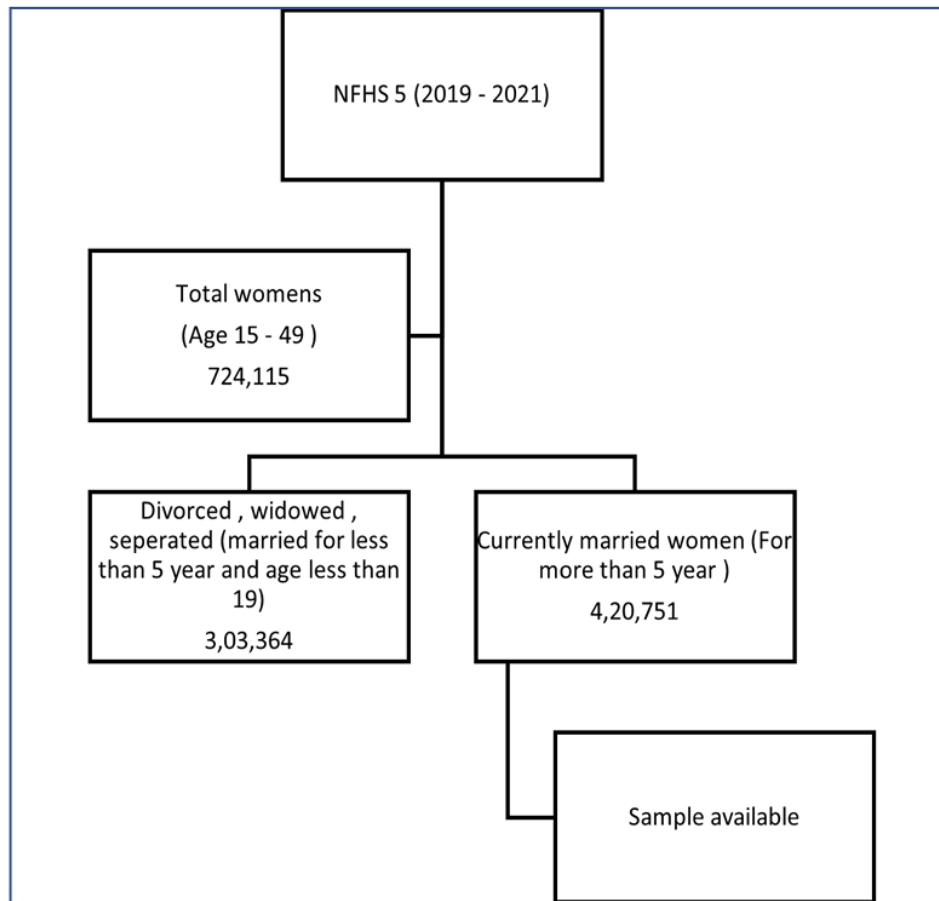 NFHS 5 (2019 - 2021)
Total womens
(Age 15 - 49 )
724,115
Divorced , widowed ,
seperated (married for less
than 5 year and age less than
19)
3,03,364
Currently married women (For
more than 5 year )
4,20,751
Sample available